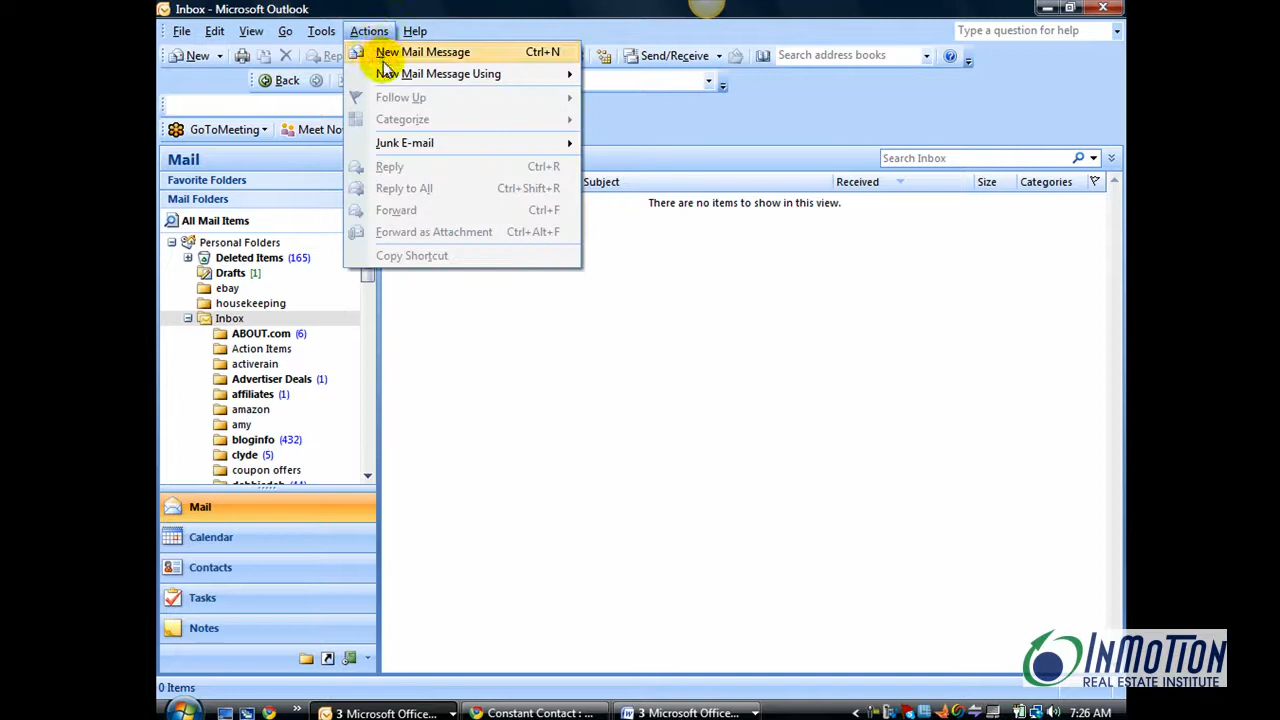 Inbox - Microsoft Outlook
File Edit View Go Tools Actions Help
Type a question for help
New
Send/Receive
Search address books
Back
GoToMeeting
Meet No
New Mail Message Ctrl+N
Mail Message Using
Follow Up
Categorize
Junk E-mail
Reply Ctrl+R
Reply to All Ctrl+Shift+R
Forward Ctrl+F
Forward as Attachment Ctrl+Alt+F
Copy Shortcut
Mail
Search Inbox
Favorite Folders
Subject Received Size Categories
Mail Folders
There are no items to show in this view.
All Mail Items
Personal Folders
Deleted Items (165)
Drafts [1]
ebay
housekeeping
Inbox
ABOUT.com (6)
Action Items
activerain
Advertiser Deals (1)
affiliates (1)
amazon
amy
bloginfo (432)
clyde (5)
coupon offers
Mail
Calendar
Contacts
Tasks
Notes
0 Items
INMOTION
REAL ESTATE INSTITUTE
3 Microsoft Office...
Constant Contact : ...
3 Microsoft Office...
7:26 AM